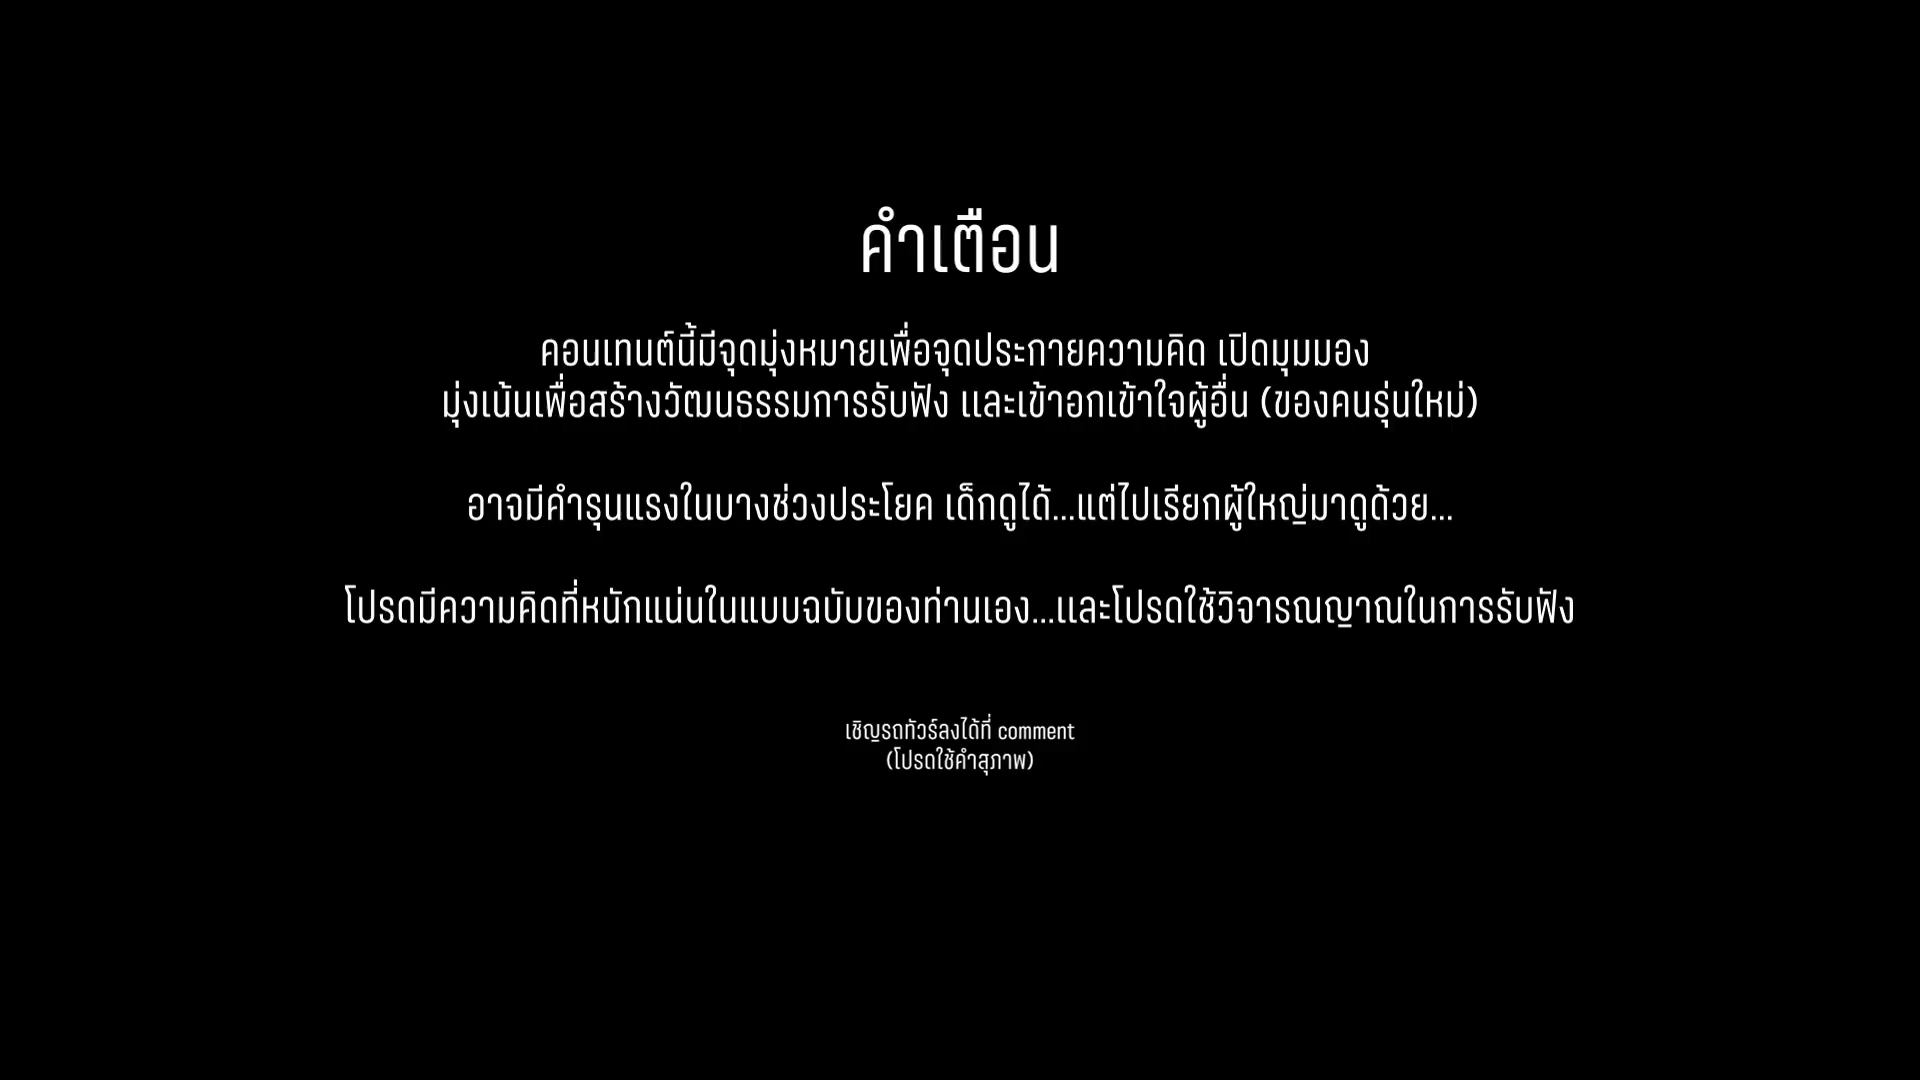 คำเตือน
คอนเทนต์นี้มีจุดมุ่งหมายเพื่อจุดประกายความคิด เปิดมุมมอง
มุ่งเน้นเพื่อสร้างวัฒนธรรมการรับฟัง และเข้าอกเข้าใจผู้อื่น (ของคนรุ่นใหม่)
อาจมีคำรุนแรงในบางช่วงประโยค เด็กดูได้...แต่ไปเรียกผู้ใหญ่มาดูด้วย...
โปรดมีความคิดที่หนักแน่นในแบบฉบับของท่านเอง...และโปรดใช้วิจารณญาณในการรับฟัง
เชิญรถทัวร์ลงได้ที่ comment
(โปรดใช้คำสุภาพ)